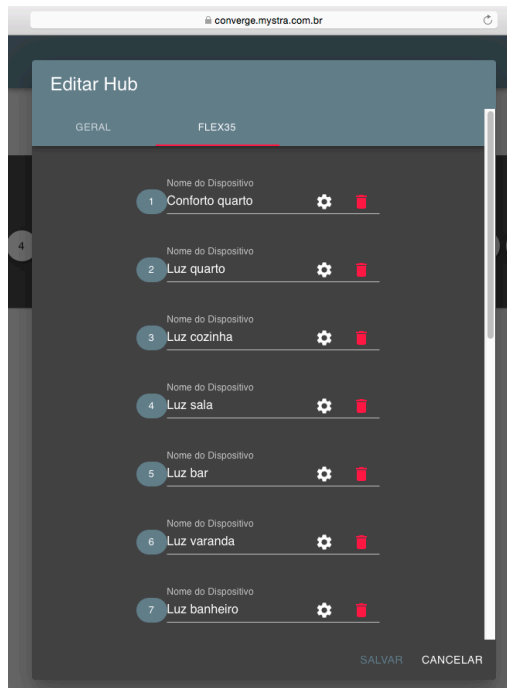 converge.mystra.com.br
Editar Hub
GERAL FLEX35
Nome do Dispositivo
1 Conforto quarto
Nome do Dispositivo
2 Luz quarto
4
Nome do Dispositivo
3 Luz cozinha
Nome do Dispositivo
4 Luz sala
Nome do Dispositivo
5 Luz bar
Nome do Dispositivo
6 Luz varanda
Nome do Dispositivo
7 Luz banheiro
SALVAR CANCELAR